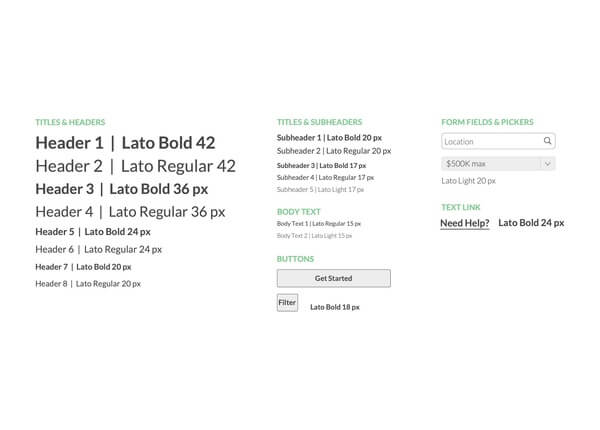 TITLES & HEADERS
Header 1 | Lato Bold 42
Header 2 | Lato Regular 42
Header 3 | Lato Bold 36 px
Header 4 | Lato Regular 36 px
Header 5 | Lato Bold 24 px
Header 6 | Lato Regular 24 px
Header 7 | Lato Bold 20 px
Header 8 | Lato Regular 20 px
TITLES & SUBHEADERS
Subheader 1 | Lato Bold 20 px
Subheader 2 | Lato Regular 20 px
Subheader 3 | Lato Bold 17 px
Subheader 4 | Lato Regular 17 px
Subheader 5 | Lato Light 17 px
BODY TEXT
Body Text 1 | Lato Regular 15 px
Body Text 2 | Lato Light 15 px
BUTTONS
Get Started
Filter
Lato Bold 18 px
FORM FIELDS & PICKERS
Location
$500K max
Lato Light 20 px
TEXT LINK
Need Help? Lato Bold 24 px